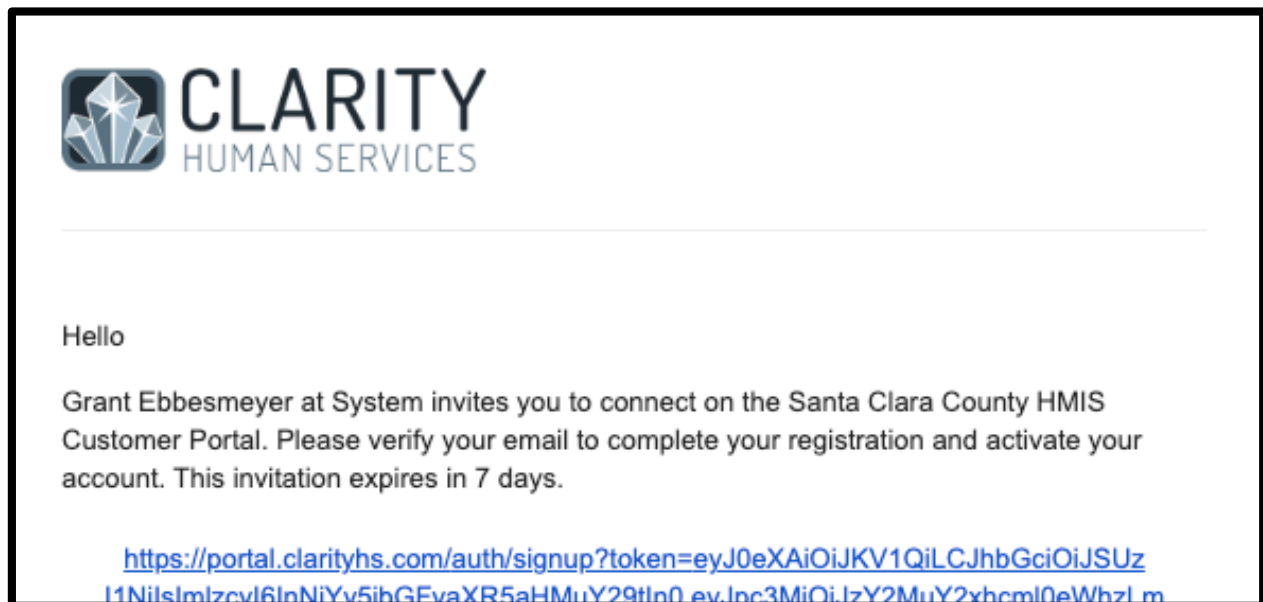 CLARITY
HUMAN SERVICES
Hello
Grant Ebbesmeyer at System invites you to connect on the Santa Clara County HMIS
Customer Portal. Please verify your email to complete your registration and activate your
account. This invitation expires in 7 days.
https://portal.clarityhs.com/auth/signup?token=eyJ0eXAiOiJKV1QiLCJhbGciOiJSUz